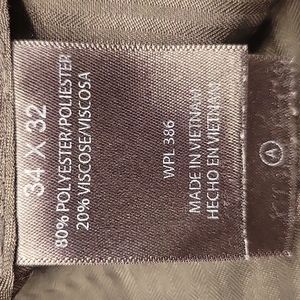 34 X 32
80% POLYESTER/POLIESTER
20% VISCOSE/VISCOSA
WPL 386
MADE IN VIETNAM
HECHO EN VIETNAM
A